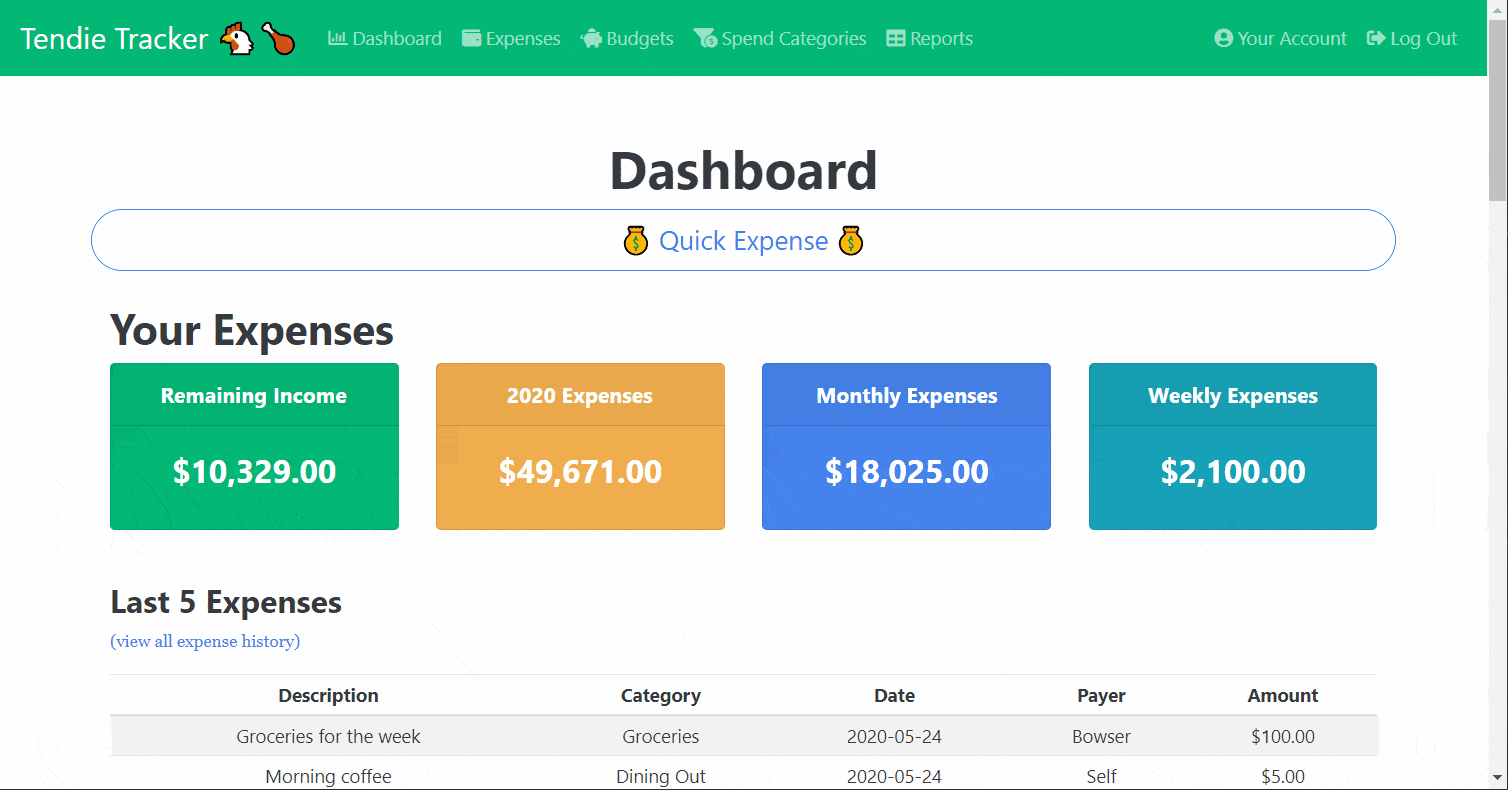 Tendie Tracker Dashboard Expenses Budgets Spend Categories Reports Your Account Log Out
Dashboard
Quick Expense
Your Expenses
Remaining Income 2020 Expenses Monthly Expenses Weekly Expenses
$10,329.00 $49,671.00 $18,025.00 $2,100.00
Last 5 Expenses
(view all expense history)
Description Category Date Payer Amount
Groceries for the week Groceries 2020-05-24 Bowser $100.00
Morning coffee Dining Out 2020-05-24 Self $5.00